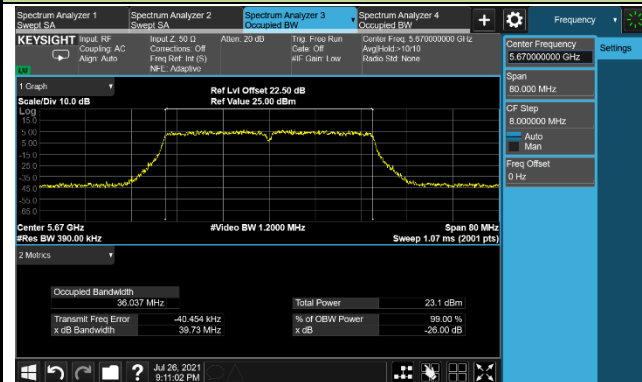 Spectrum Analyzer 1
Swept SA
Spectrum Analyzer 2
Swept SA
Spectrum Analyzer 3
Occupied BW
Spectrum Analyzer 4
Occupied BW
+
Frequency
KEYSIGHT
Input: RF
Coupling: AC
Align: Auto
Input Z: 50 Ω
Corrections: Off
Freq Ref: Int (S)
NFE: Adaptive
Atten: 20 dB
Trig: Free Run
Gate: Off
#IF Gain: Low
Center Freq: 5.670000000 GHz
Avg|Hold:>10/10
Radio Std: None
LXI
Center Frequency
5.670000000 GHz
Settings
Span
80.000 MHz
CF Step
8.000000 MHz
Auto
Man
Freq Offset
0 Hz
1 Graph
Scale/Div 10.0 dB
Ref Lvl Offset 22.50 dB
Ref Value 25.00 dBm
Log
15.0
5.00
-5.00
-15.0
-25.0
-35.0
-45.0
-55.0
-65.0
Center 5.67 GHz
#Res BW 390.00 kHz
#Video BW 1.2000 MHz
Span 80 MHz
Sweep 1.07 ms (2001 pts)
2 Metrics
Occupied Bandwidth
36.037 MHz
Total Power 23.1 dBm
Transmit Freq Error -40.454 kHz
% of OBW Power 99.00 %
x dB Bandwidth 39.73 MHz
x dB -26.00 dB
?
Jul 26, 2021
9:11:02 PM